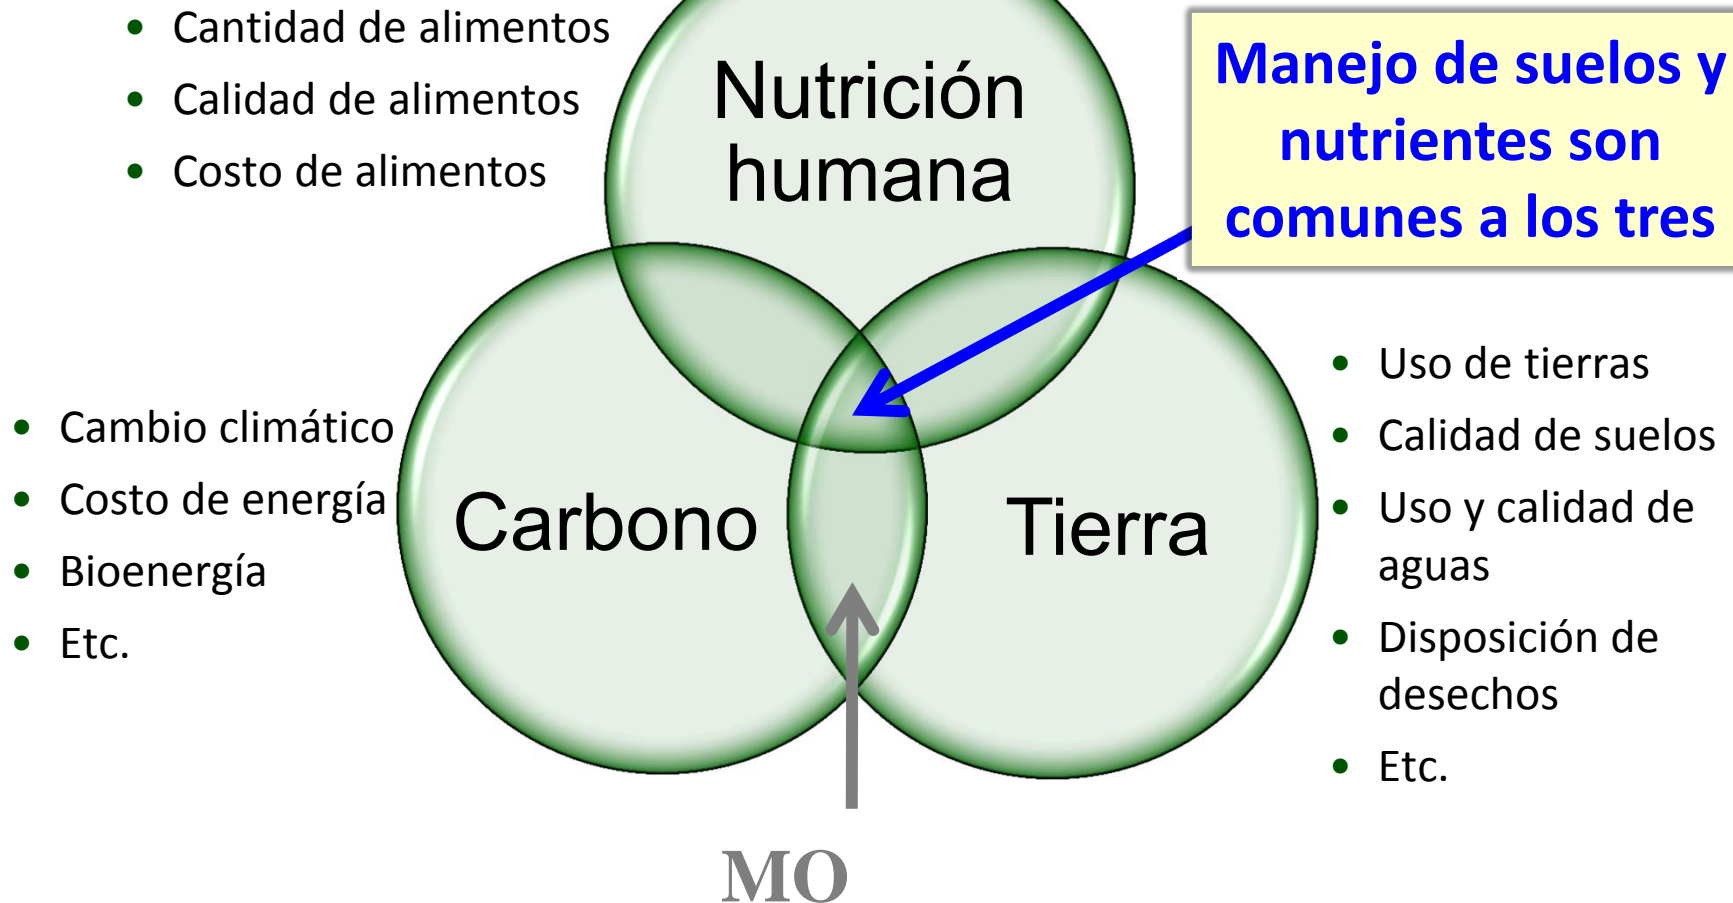 • Cantidad de alimentos
• Calidad de alimentos
• Costo de alimentos
Nutrición
humana
Manejo de suelos y
nutrientes son
comunes a los tres
• Cambio climático
• Costo de energía
• Bioenergía
• Etc.
Carbono
Tierra
• Uso de tierras
• Calidad de suelos
• Uso y calidad de
aguas
• Disposición de
desechos
• Etc.
MO